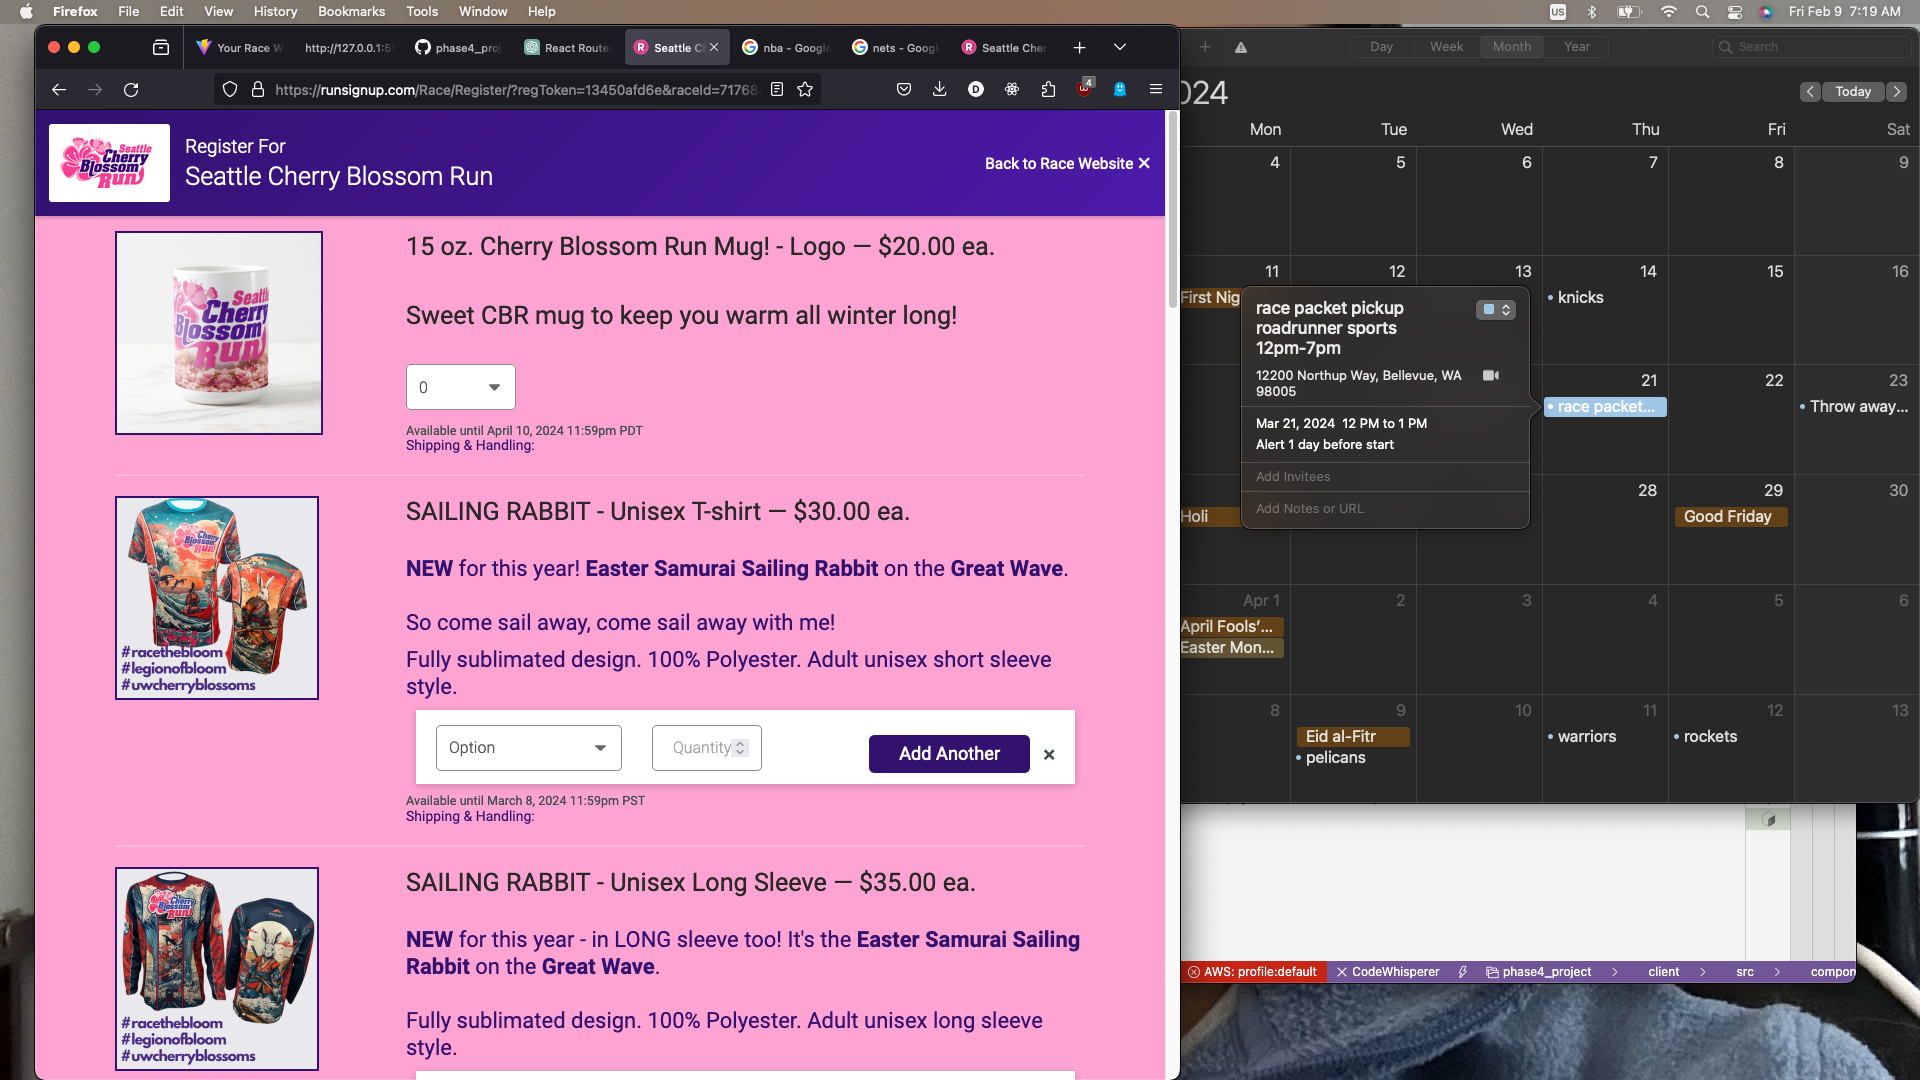 Firefox File Edit View History Bookmarks Tools Window Help
US
Fri Feb 9 7:19 AM
Your Race W
http://127.0.0.1:5
phase4_proj
React Route
Seattle C
nba - Google
nets - Googl
Seattle Cher
https://runsignup.com/Race/Register/?regToken=13450afd6e&raceId=71768
4
Seattle
Cherry
Blossom
Run
Register For
Seattle Cherry Blossom Run
Back to Race Website ✕
Seattle
Cherry
Blossom
Run
15 oz. Cherry Blossom Run Mug! - Logo — $20.00 ea.
Sweet CBR mug to keep you warm all winter long!
0
Available until April 10, 2024 11:59pm PDT
Shipping & Handling:
Cherry
Blossom
Run
#racethebloom
#legionofbloom
#uwcherryblossoms
SAILING RABBIT - Unisex T-shirt — $30.00 ea.
NEW for this year! Easter Samurai Sailing Rabbit on the Great Wave.
So come sail away, come sail away with me!
Fully sublimated design. 100% Polyester. Adult unisex short sleeve
style.
Option
Quantity
Add Another
Available until March 8, 2024 11:59pm PST
Shipping & Handling:
Cherry
Blossom
Run
#racethebloom
#legionofbloom
#uwcherryblossoms
SAILING RABBIT - Unisex Long Sleeve — $35.00 ea.
NEW for this year - in LONG sleeve too! It's the Easter Samurai Sailing
Rabbit on the Great Wave.
Fully sublimated design. 100% Polyester. Adult unisex long sleeve
style.
Day Week Month Year
Search
024
Today
Mon Tue Wed Thu Fri Sat
4 5 6 7 8 9
11 12 13 14 15 16
First Nig
knicks
race packet pickup
roadrunner sports
12pm-7pm
12200 Northup Way, Bellevue, WA
98005
Mar 21, 2024 12 PM to 1 PM
Alert 1 day before start
Add Invitees
Add Notes or URL
21 22 23
race packet...
Throw away...
28 29 30
Holi
Good Friday
Apr 1 2 3 4 5 6
April Fools'...
Easter Mon...
8 9 10 11 12 13
Eid al-Fitr
pelicans
warriors
rockets
AWS: profile:default
CodeWhisperer
phase4_project > client > src > compon